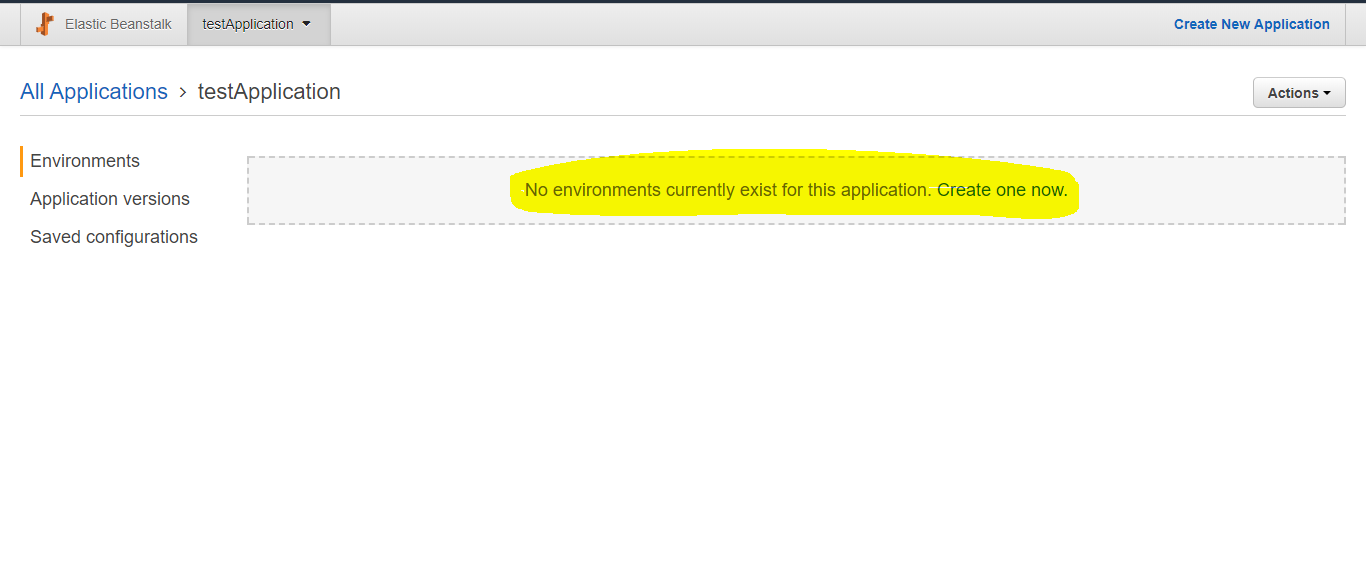 Elastic Beanstalk
testApplication
Create New Application
All Applications > testApplication
Actions
Environments
Application versions
Saved configurations
No environments currently exist for this application. Create one now.